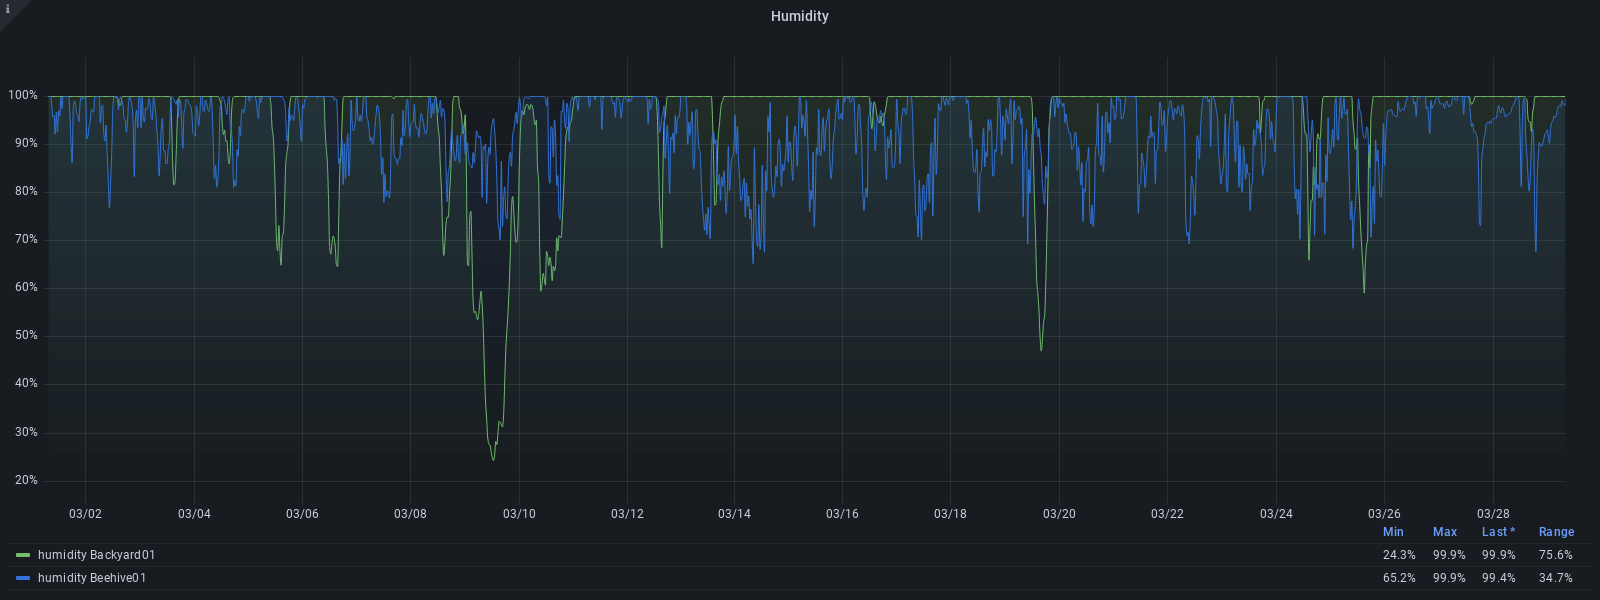 i
Humidity
100%
90%
80%
70%
60%
50%
40%
30%
20%
03/02 03/04 03/06 03/08 03/10 03/12 03/14 03/16 03/18 03/20 03/22 03/24 03/26 03/28
Min Max Last * Range
humidity Backyard01 24.3% 99.9% 99.9% 75.6%
humidity Beehive01 65.2% 99.9% 99.4% 34.7%